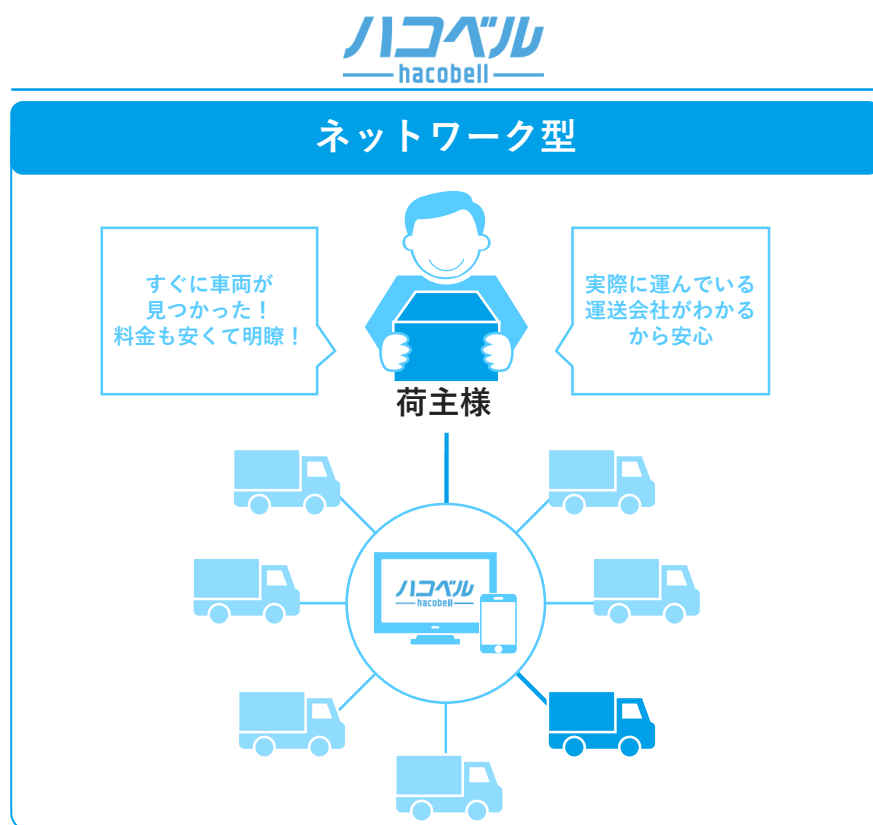 ハコベル
hacobell
ネットワーク型
すぐに車両が
見つかった！
料金も安くて明瞭！
実際に運んでいる
運送会社がわかる
から安心
荷主様
ハコベル
hacobell